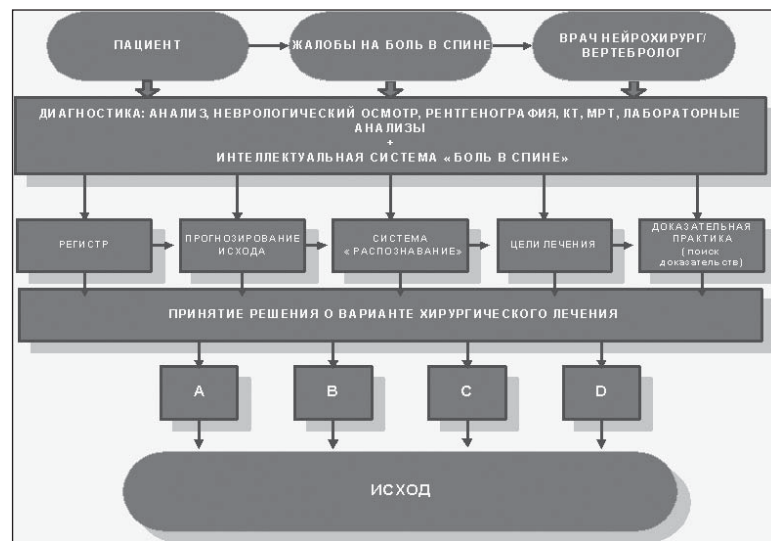 ПАЦИЕНТ
ЖАЛОБЫ НА БОЛЬ В СПИНЕ
ВРАЧ НЕЙРОХИРУРГ/
ВЕРТЕБРОЛОГ
ДИАГНОСТИКА: АНАЛИЗ, НЕВРОЛОГИЧЕСКИЙ ОСМОТР, РЕНТГЕНОГРАФИЯ, КТ, МРТ, ЛАБОРАТОРНЫЕ
АНАЛИЗЫ
+
ИНТЕЛЛЕКТУАЛЬНАЯ СИСТЕМА «БОЛЬ В СПИНЕ»
РЕГИСТР
ПРОГНОЗИРОВАНИЕ
ИСХОДА
СИСТЕМА
«РАСПОЗНАВАНИЕ»
ЦЕЛИ ЛЕЧЕНИЯ
ДОКАЗАТЕЛЬНАЯ
ПРАКТИКА
(поиск
доказательств)
ПРИНЯТИЕ РЕШЕНИЯ О ВАРИАНТЕ ХИРУРГИЧЕСКОГО ЛЕЧЕНИЯ
A
B
C
D
ИСХОД